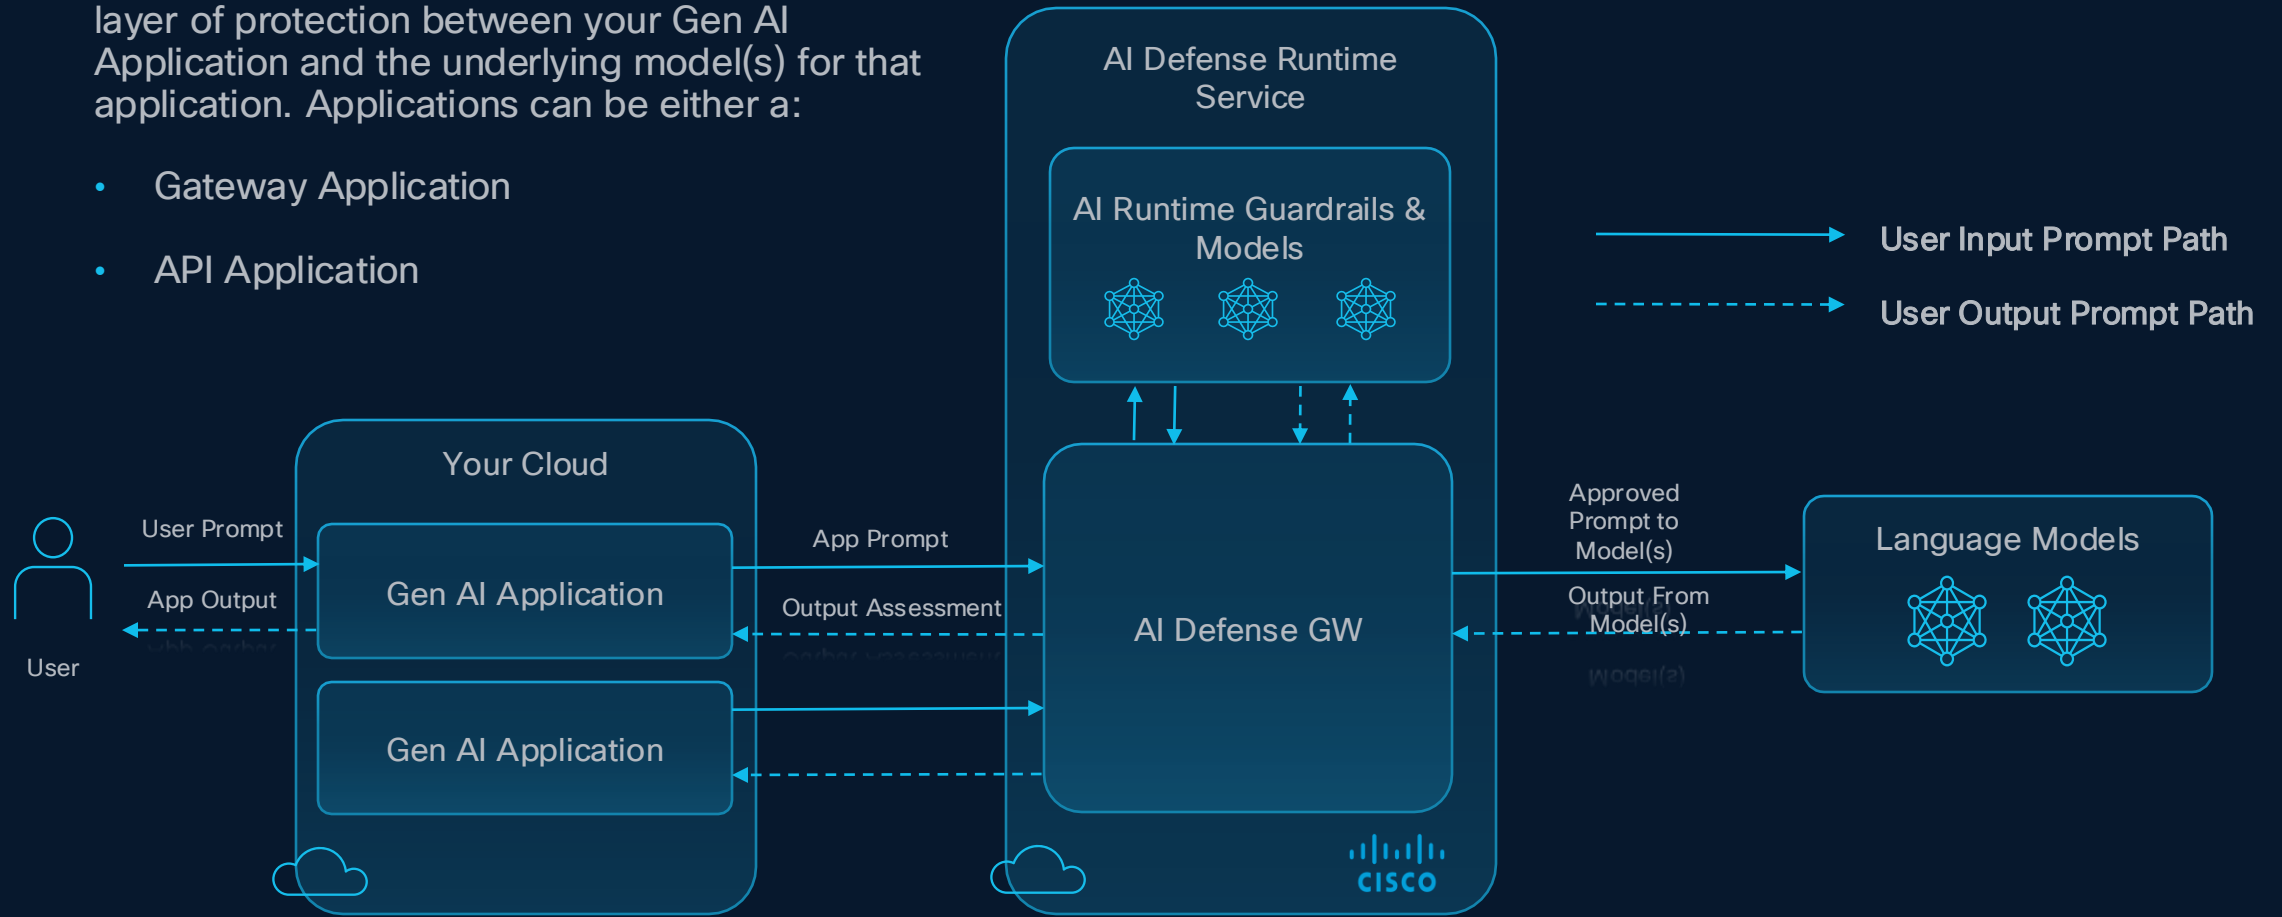 layer of protection between your Gen AI
Application and the underlying model(s) for that
application. Applications can be either a:
• Gateway Application
• API Application
AI Defense Runtime
Service
AI Runtime Guardrails &
Models
User Input Prompt Path
User Output Prompt Path
Your Cloud
User Prompt
App Output
User
Gen AI Application
Gen AI Application
App Prompt
Output Assessment
AI Defense GW
Approved
Prompt to
Model(s)
Output From
Model(s)
Language Models
CISCO